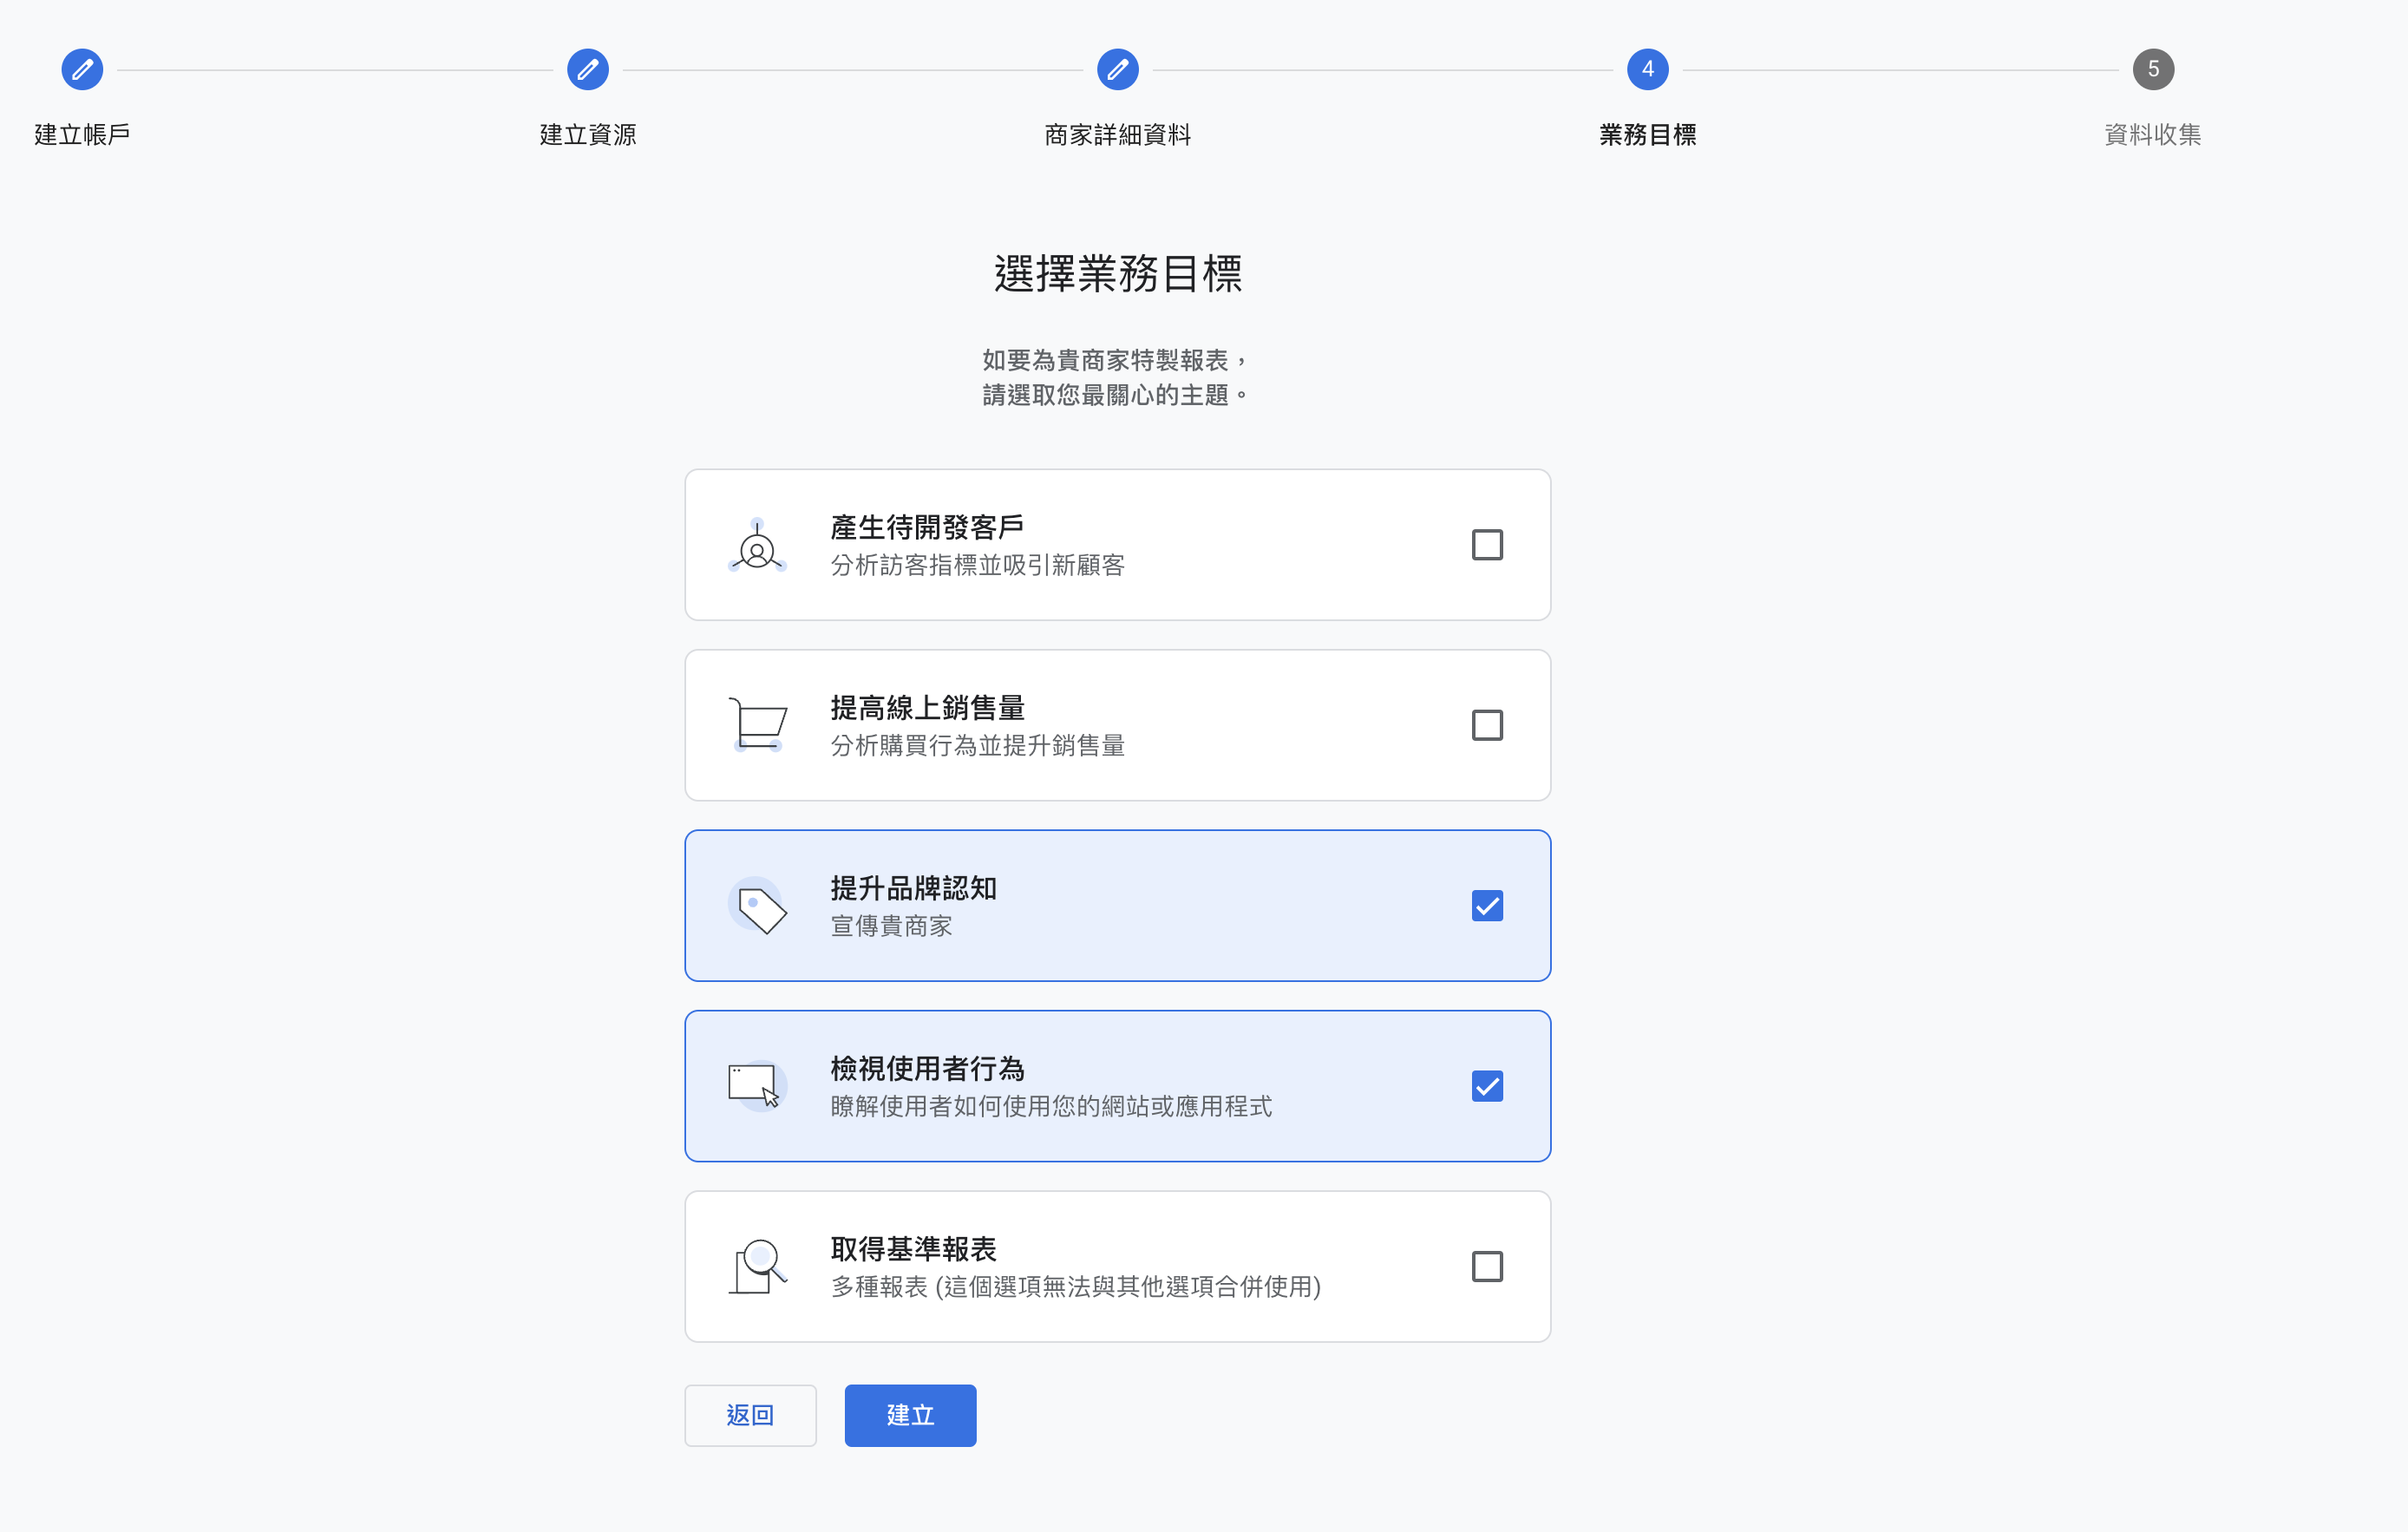 4
5
建立帳戶
建立資源
商家詳細資料
業務目標
資料收集
選擇業務目標
如要為貴商家特製報表，
請選取您最關心的主題。
產生待開發客戶
分析訪客指標並吸引新顧客
提高線上銷售量
分析購買行為並提升銷售量
提升品牌認知
宣傳貴商家
檢視使用者行為
瞭解使用者如何使用您的網站或應用程式
取得基準報表
多種報表 (這個選項無法與其他選項合併使用)
返回
建立